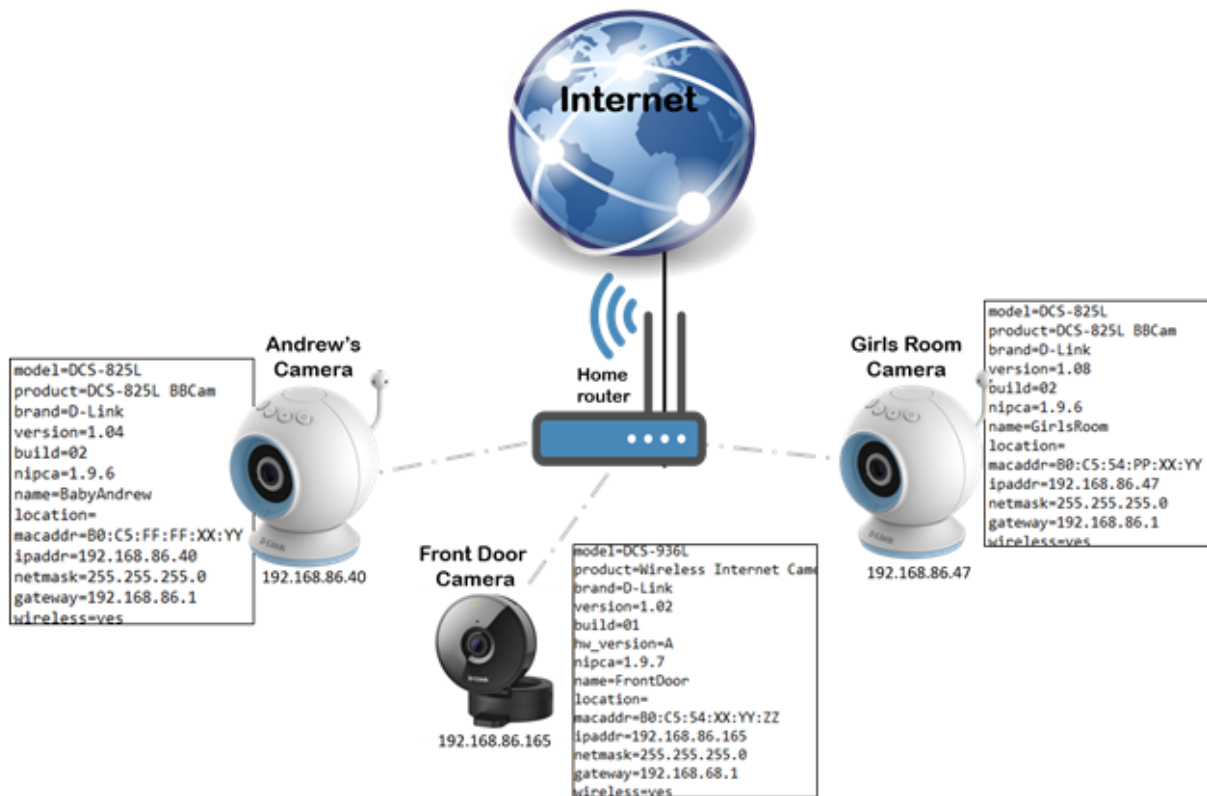 Internet
Home
router
Andrew's
Camera
model=DCS-825L
product=DCS-825L BBCam
brand=D-Link
version=1.04
build=02
nipca=1.9.6
name=BabyAndrew
location=
macaddr=B0:C5:FF:FF:XX:YY
ipaddr=192.168.86.40
netmask=255.255.255.0
gateway=192.168.86.1
wireless=yes
D-Link
192.168.86.40
Front Door
Camera
D-Link
192.168.86.165
model=DCS-936L
product=Wireless Internet Came
brand=D-Link
version=1.02
build=01
hw_version=A
nipca=1.9.7
name=FrontDoor
location=
macaddr=B0:C5:54:XX:YY:ZZ
ipaddr=192.168.86.165
netmask=255.255.255.0
gateway=192.168.68.1
wireless=yes
Girls Room
Camera
D-Link
192.168.86.47
model=DCS-825L
product=DCS-825L BBCam
brand=D-Link
version=1.08
build=02
nipca=1.9.6
name=GirlsRoom
location=
macaddr=B0:C5:54:PP:XX:YY
ipaddr=192.168.86.47
netmask=255.255.255.0
gateway=192.168.86.1
wireless=yes